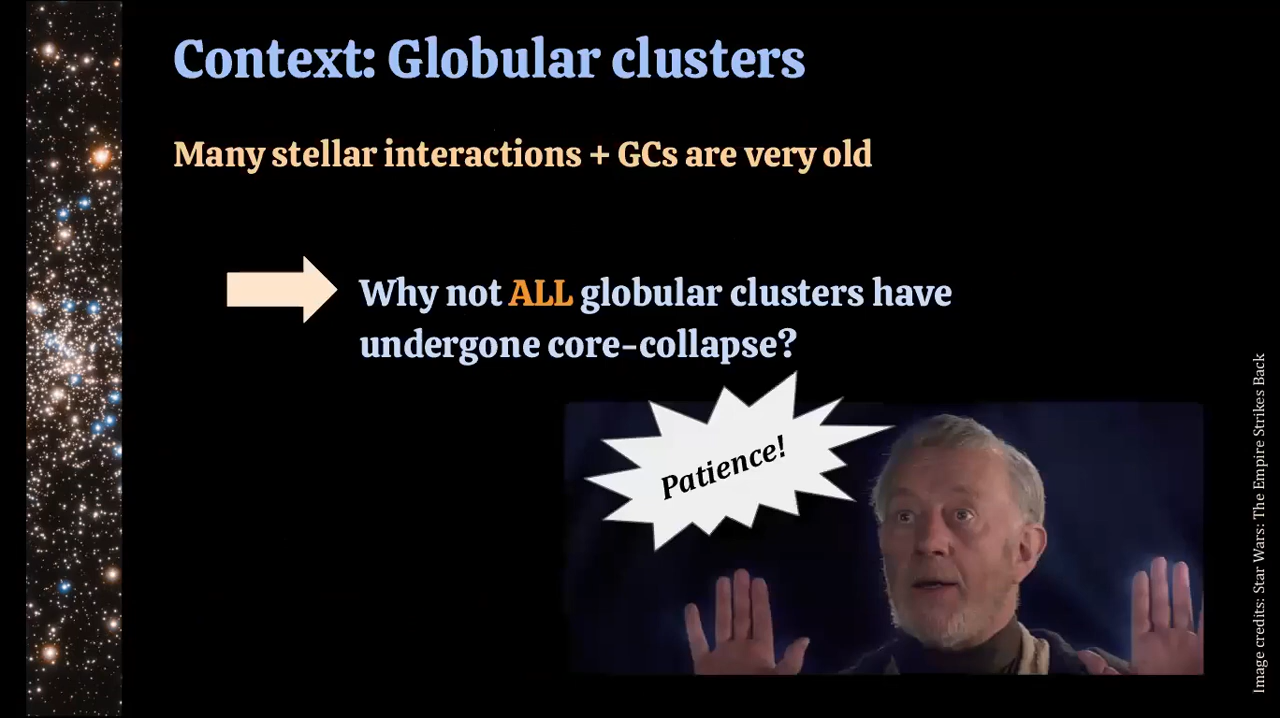 Context: Globular clusters
Many stellar interactions + GCs are very old
Why not ALL globular clusters have
undergone core-collapse?
Patience!
Image credits: Star Wars: The Empire Strikes Back